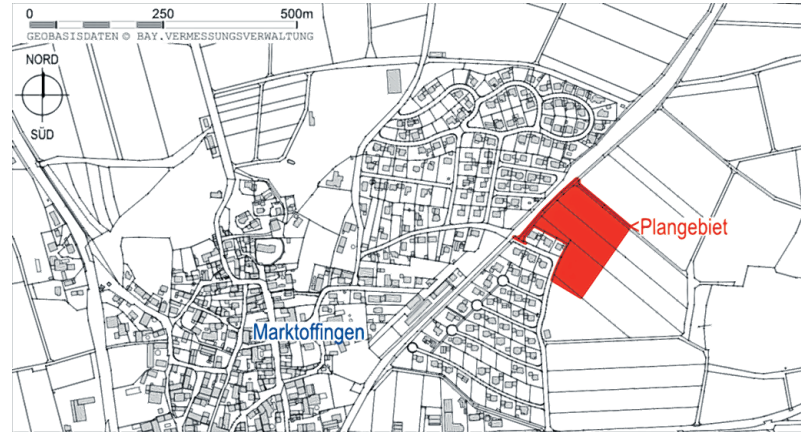 0 250 500m
GEOBASISDATEN © BAY.VERMESSUNGSVERWALTUNG
NORD
SÜD
Plangebiet
Marktoffingen